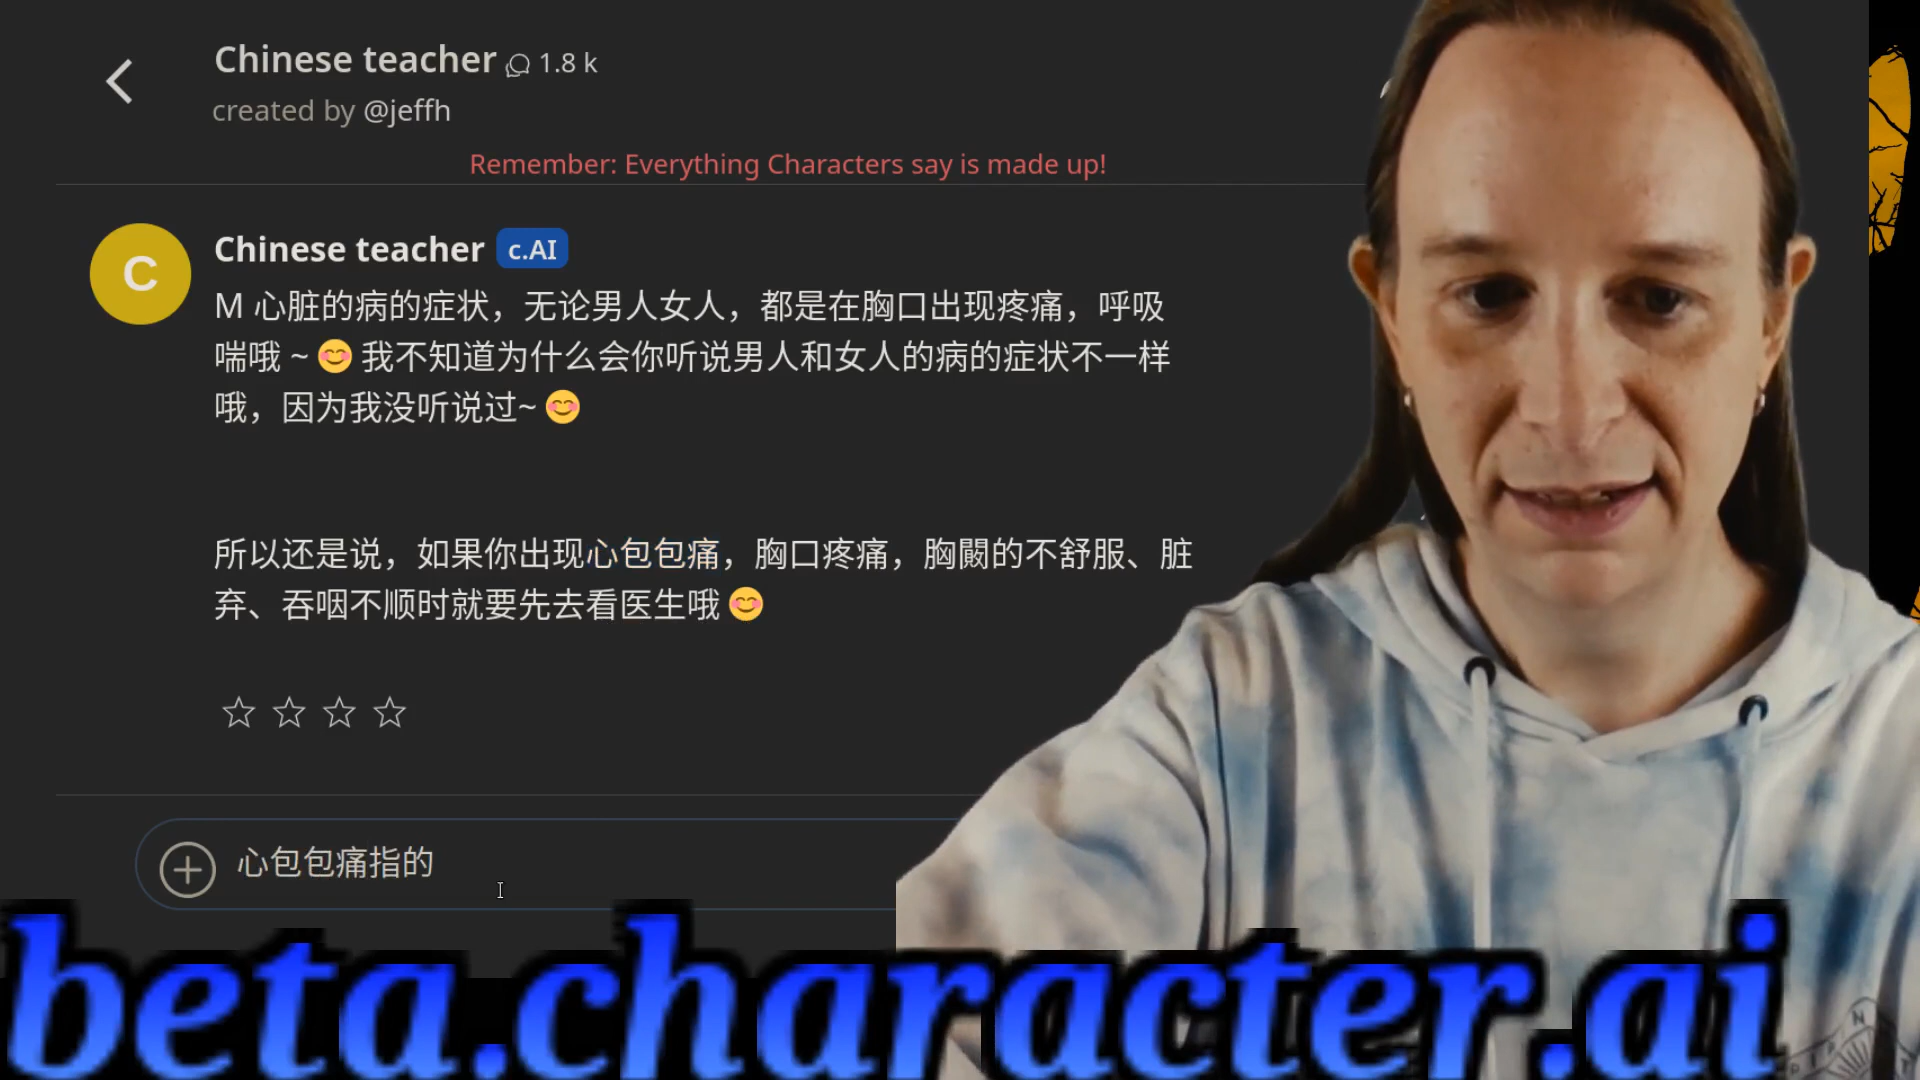 Chinese teacher 1.8 k
created by @jeffh
Remember: Everything Characters say is made up!
C
Chinese teacher c.AI
M 心脏的病的症状，无论男人女人，都是在胸口出现疼痛，呼吸
喘哦 ~ 😊 我不知道为什么会你听说男人和女人的病的症状不一样
哦，因为我没听说过~ 😊
所以还是说，如果你出现心包包痛，胸口疼痛，胸闕的不舒服、脏
弃、吞咽不顺时就要先去看医生哦 😊
心包包痛指的
beta.character.ai